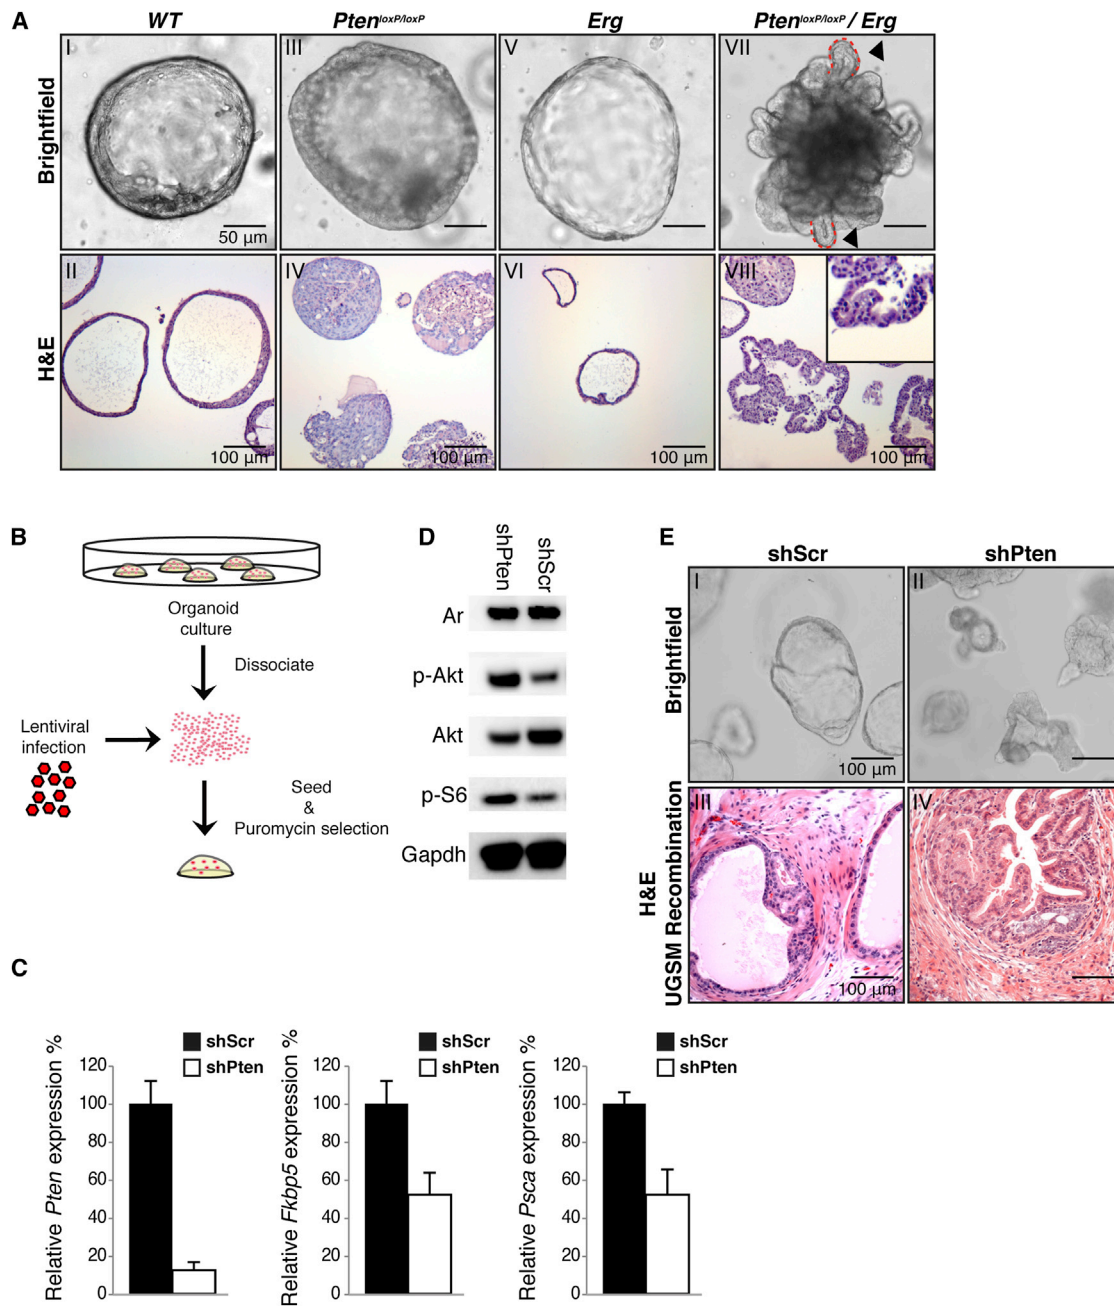 A
WT
Pten^loxP/loxP
Erg
Pten^loxP/loxP / Erg
Brightfield
I
50 µm
III
V
VII
H&E
II
100 µm
IV
100 µm
VI
100 µm
VIII
100 µm
B
Organoid
culture
Dissociate
Lentiviral
infection
Seed
&
Puromycin selection
D
shPten
shScr
Ar
p-Akt
Akt
p-S6
Gapdh
E
shScr
shPten
Brightfield
I
100 µm
II
H&E
UGSM Recombination
III
100 µm
IV
C
Relative Pten expression %
shScr
shPten
120
100
80
60
40
20
0
Relative Fkbp5 expression %
shScr
shPten
120
100
80
60
40
20
0
Relative Psca expression %
shScr
shPten
120
100
80
60
40
20
0